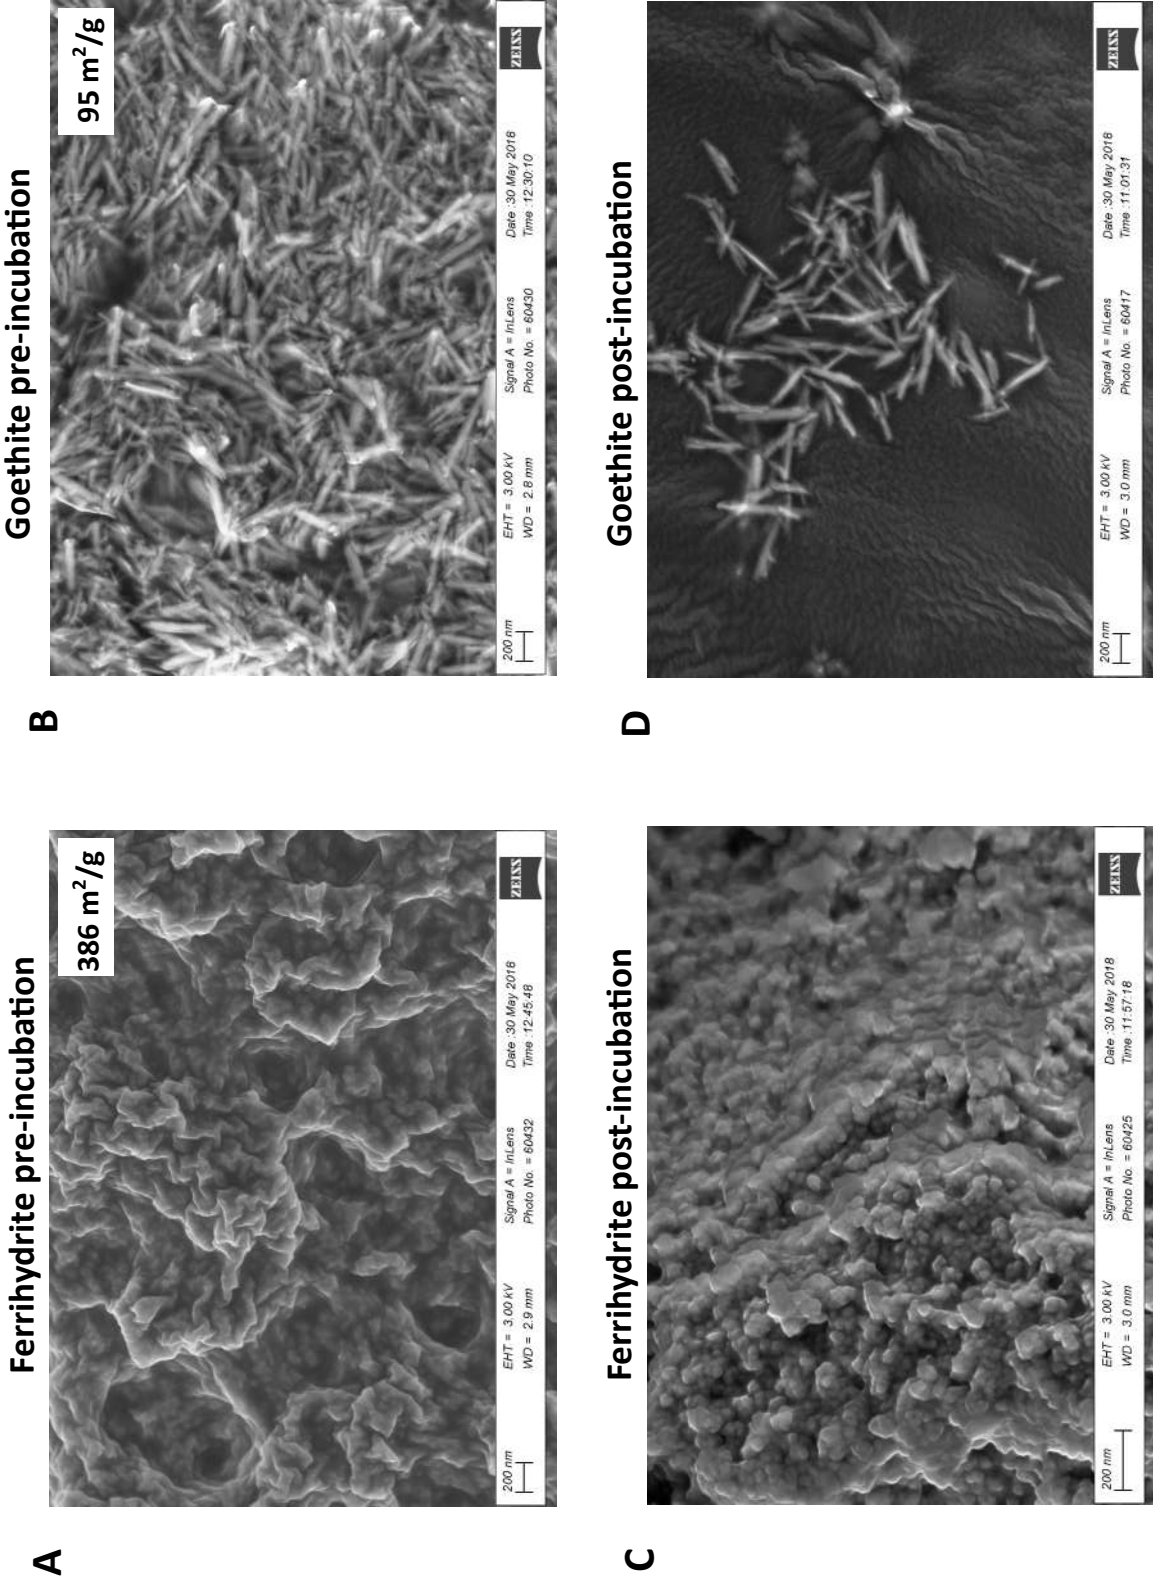 A
Ferrihydrite pre-incubation
386 m²/g
200 nm
EHT = 3.00 kV
WD = 2.9 mm
Signal A = InLens
Photo No. = 60432
Date :30 May 2018
Time :12:45:48
ZEISS
B
Goethite pre-incubation
95 m²/g
200 nm
EHT = 3.00 kV
WD = 2.8 mm
Signal A = InLens
Photo No. = 60430
Date :30 May 2018
Time :12:30:10
ZEISS
C
Ferrihydrite post-incubation
200 nm
EHT = 3.00 kV
WD = 3.0 mm
Signal A = InLens
Photo No. = 60425
Date :30 May 2018
Time :11:57:18
ZEISS
D
Goethite post-incubation
200 nm
EHT = 3.00 kV
WD = 3.0 mm
Signal A = InLens
Photo No. = 60417
Date :30 May 2018
Time :11:01:31
ZEISS